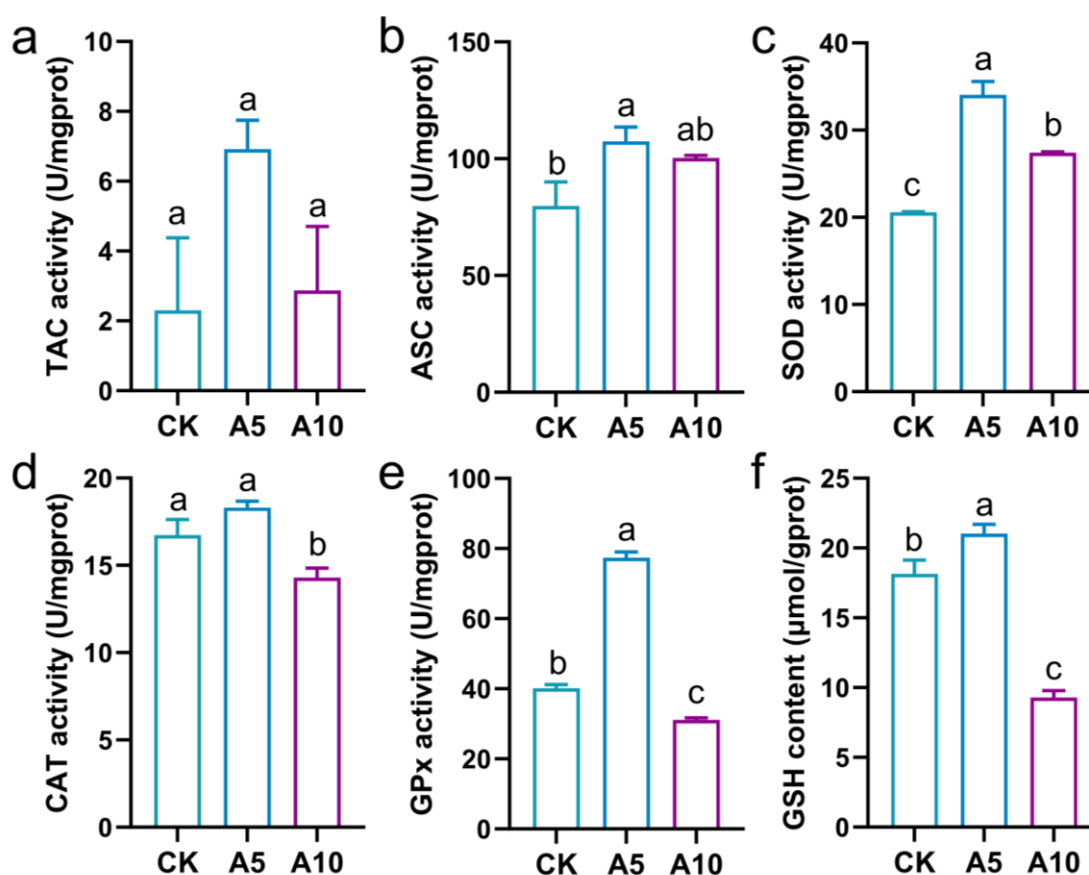 a
TAC activity (U/mgprot)
10
8
6
4
2
0
a
a
a
CK A5 A10
b
ASC activity (U/mgprot)
150
100
50
0
b
a
ab
CK A5 A10
c
SOD activity (U/mgprot)
40
30
20
10
0
c
a
b
CK A5 A10
d
CAT activity (U/mgprot)
20
15
10
5
0
a
a
b
CK A5 A10
e
GPx activity (U/mgprot)
100
80
60
40
20
0
b
a
c
CK A5 A10
f
GSH content (μmol/gprot)
25
20
15
10
5
0
b
a
c
CK A5 A10